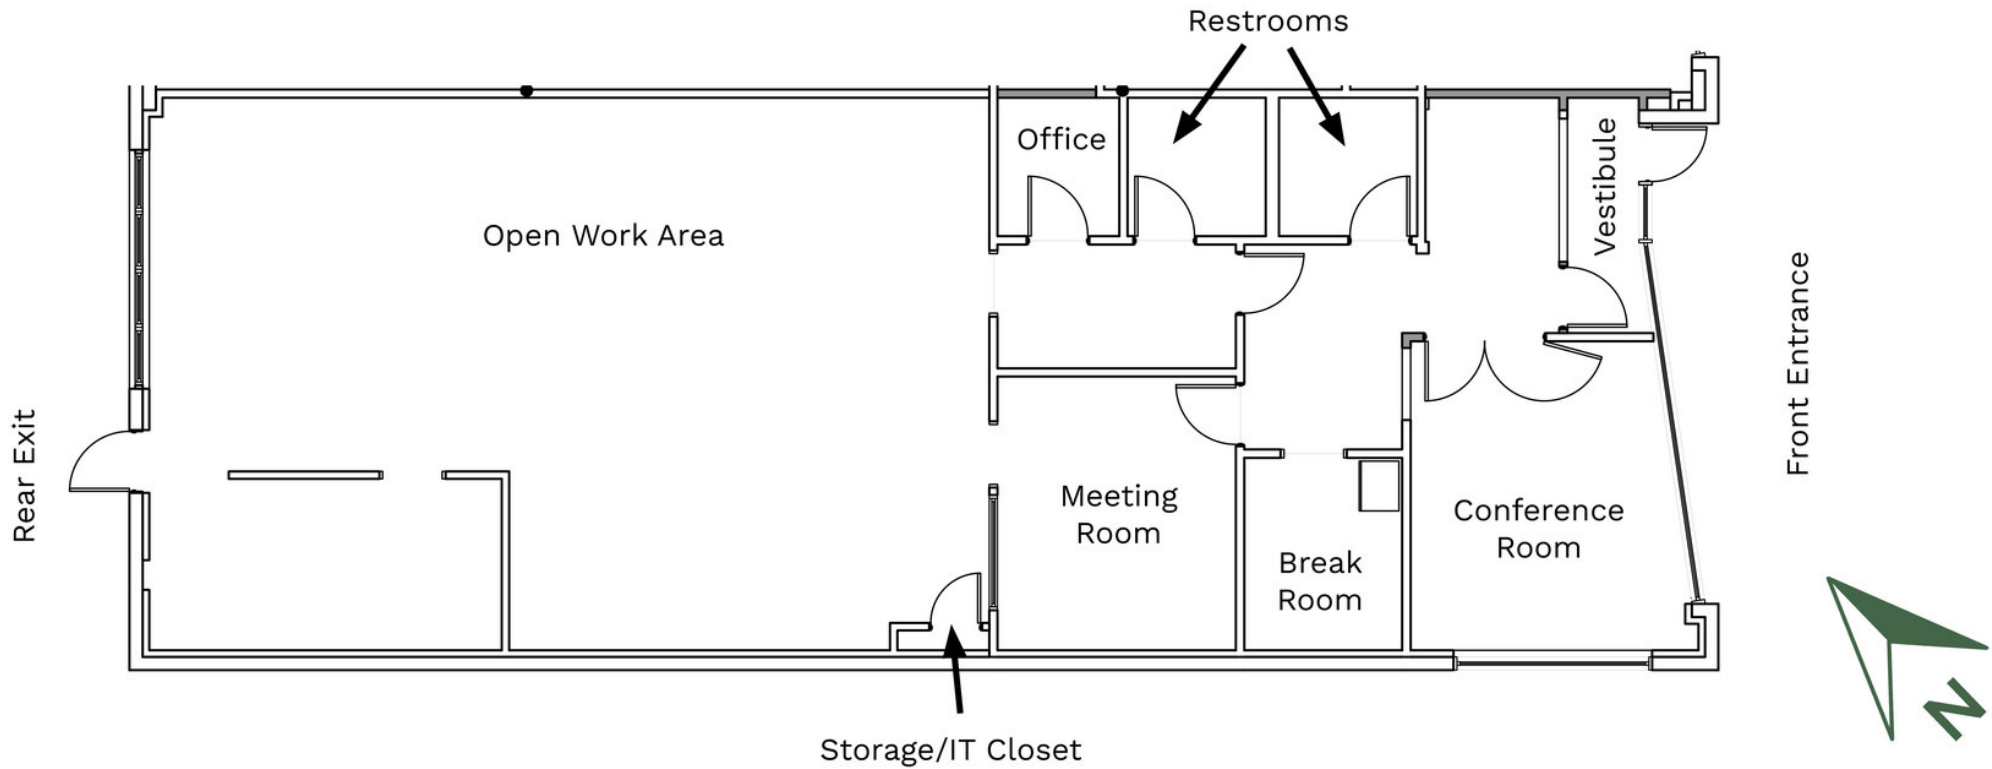 Restrooms
Office
Vestibule
Open Work Area
Front Entrance
Rear Exit
Meeting
Room
Conference
Room
Break
Room
Storage/IT Closet
N